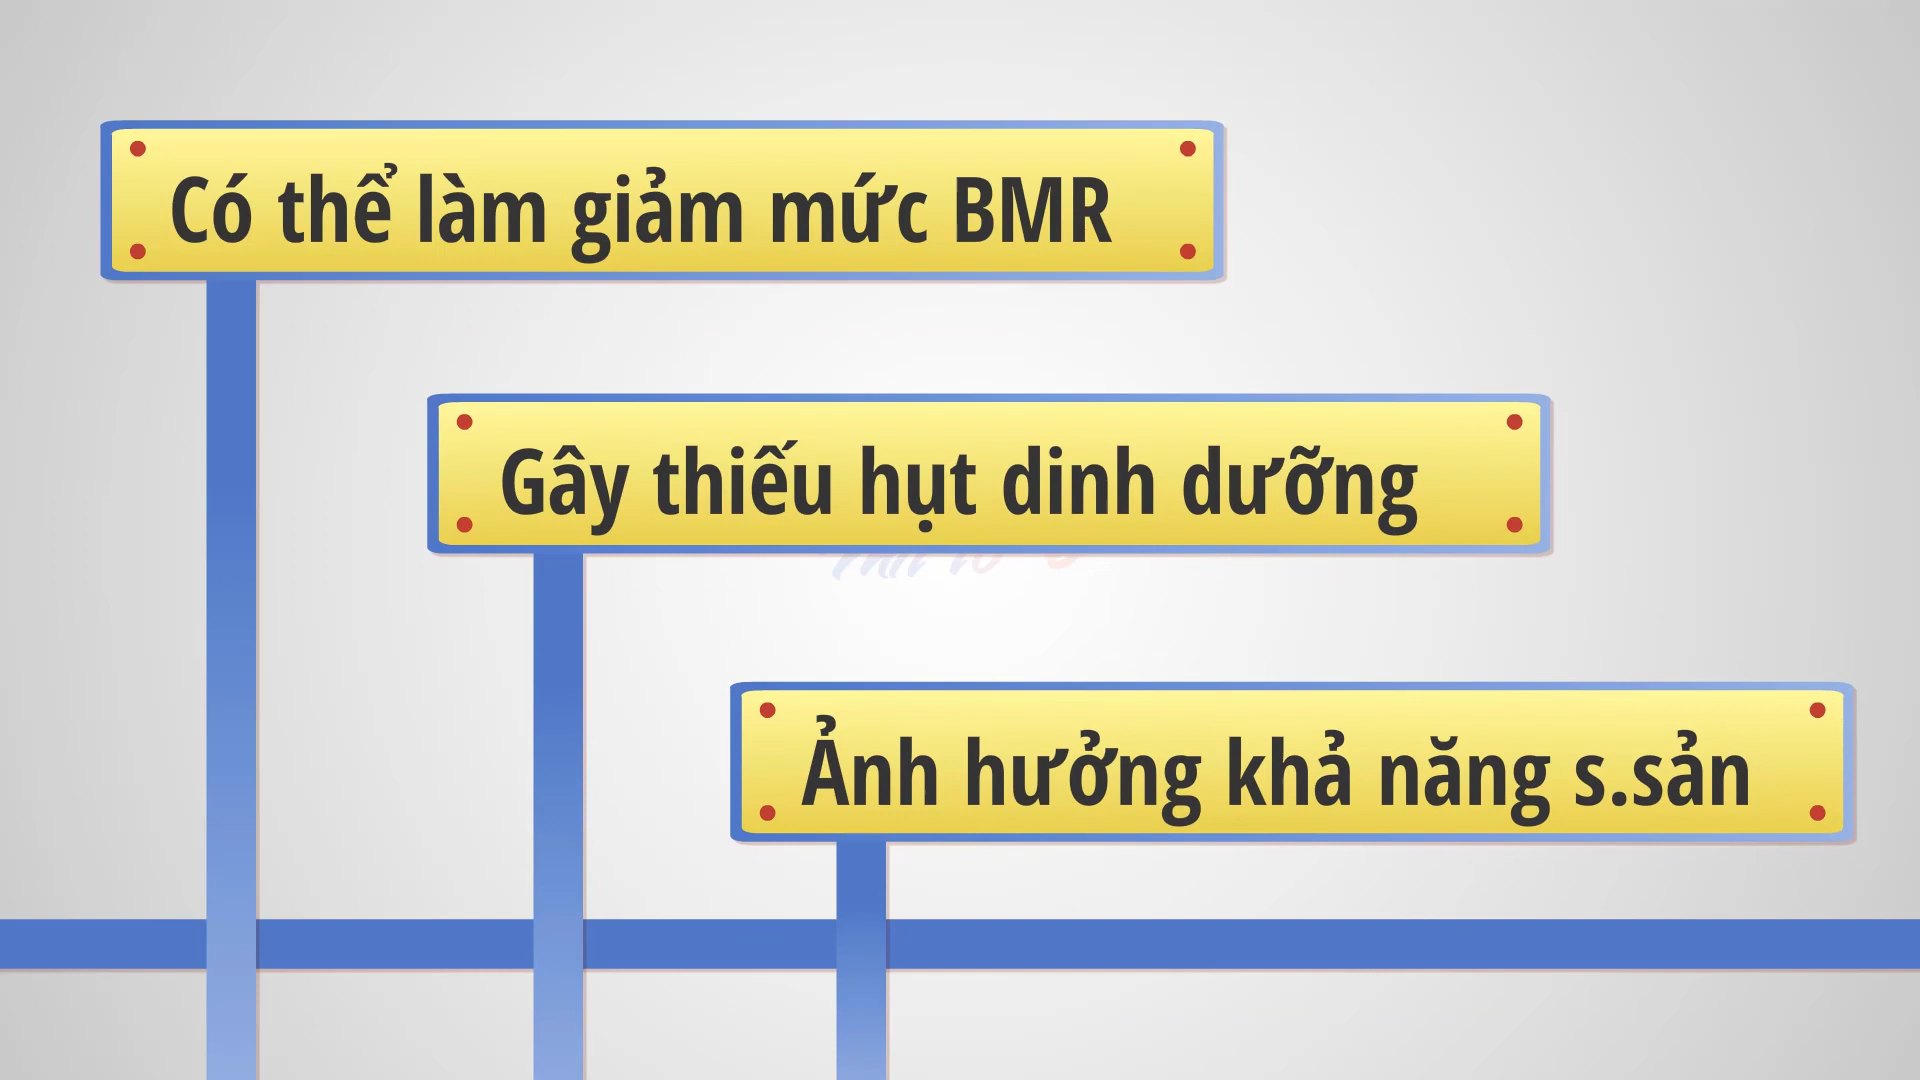 Có thể làm giảm mức BMR
Gây thiếu hụt dinh dưỡng
Ảnh hưởng khả năng s.sản